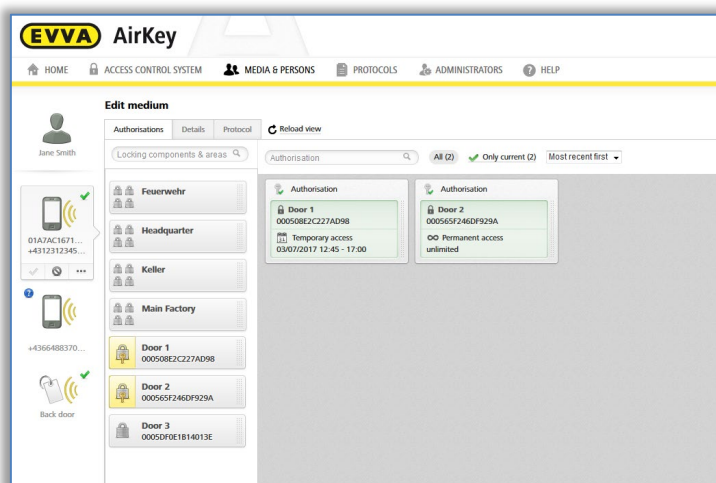 EVVA AirKey
HOME ACCESS CONTROL SYSTEM MEDIA & PERSONS PROTOCOLS ADMINISTRATORS HELP
Edit medium
Authorisations Details Protocol Reload view
Jane Smith
Locking components & areas
Authorisation All (2) Only current (2) Most recent first
01A7AC1671...
+4312312345...
+4366488370...
Back door
Feuerwehr
Headquarter
Keller
Main Factory
Door 1
000508E2C227AD98
Door 2
000565F246DF929A
Door 3
0005DF0E1B14013E
Authorisation
Door 1
000508E2C227AD98
Temporary access
03/07/2017 12:45 - 17:00
Authorisation
Door 2
000565F246DF929A
Permanent access
unlimited